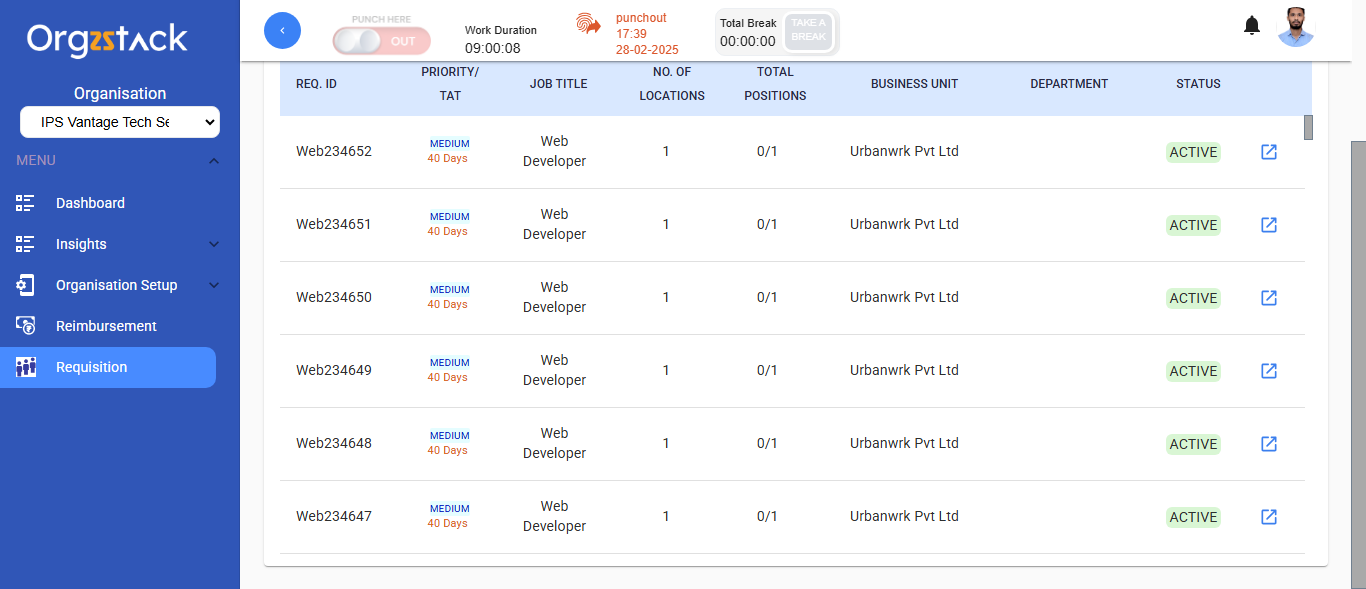 Orgzstack
Organisation
IPS Vantage Tech Se
MENU
Dashboard
Insights
Organisation Setup
Reimbursement
Requisition
PUNCH HERE
OUT
Work Duration
09:00:08
punchout
17:39
28-02-2025
Total Break
00:00:00
TAKE A
BREAK
REQ. ID PRIORITY/ TAT JOB TITLE NO. OF LOCATIONS TOTAL POSITIONS BUSINESS UNIT DEPARTMENT STATUS
Web234652 MEDIUM 40 Days Web Developer 1 0/1 Urbanwrk Pvt Ltd ACTIVE
Web234651 MEDIUM 40 Days Web Developer 1 0/1 Urbanwrk Pvt Ltd ACTIVE
Web234650 MEDIUM 40 Days Web Developer 1 0/1 Urbanwrk Pvt Ltd ACTIVE
Web234649 MEDIUM 40 Days Web Developer 1 0/1 Urbanwrk Pvt Ltd ACTIVE
Web234648 MEDIUM 40 Days Web Developer 1 0/1 Urbanwrk Pvt Ltd ACTIVE
Web234647 MEDIUM 40 Days Web Developer 1 0/1 Urbanwrk Pvt Ltd ACTIVE